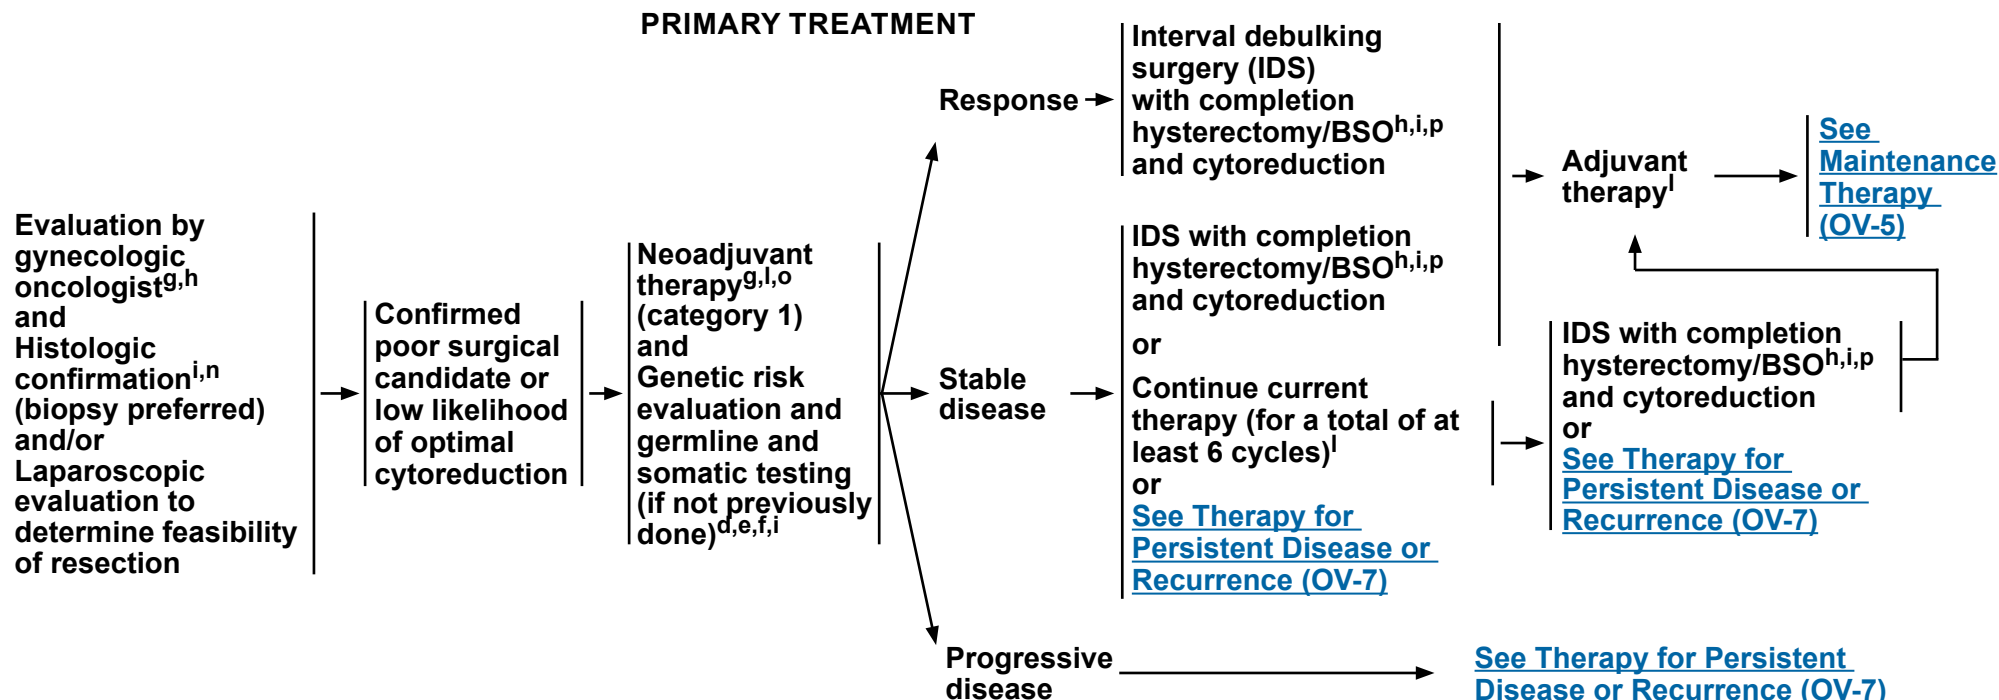 PRIMARY TREATMENT
Evaluation by
gynecologic
oncologistg,h
and
Histologic
confirmationi,n
(biopsy preferred)
and/or
Laparoscopic
evaluation to
determine feasibility
of resection
Confirmed
poor surgical
candidate or
low likelihood
of optimal
cytoreduction
Neoadjuvant
therapyg,l,o
(category 1)
and
Genetic risk
evaluation and
germline and
somatic testing
(if not previously
done)d,e,f,i
Response
Interval debulking
surgery (IDS)
with completion
hysterectomy/BSOh,i,p
and cytoreduction
Stable
disease
IDS with completion
hysterectomy/BSOh,i,p
and cytoreduction
or
Continue current
therapy (for a total of at
least 6 cycles)l
or
See Therapy for
Persistent Disease or
Recurrence (OV-7)
Adjuvant
therapyl
See
Maintenance
Therapy
(OV-5)
IDS with completion
hysterectomy/BSOh,i,p
and cytoreduction
or
See Therapy for
Persistent Disease or
Recurrence (OV-7)
Progressive
disease
See Therapy for Persistent
Disease or Recurrence (OV-7)